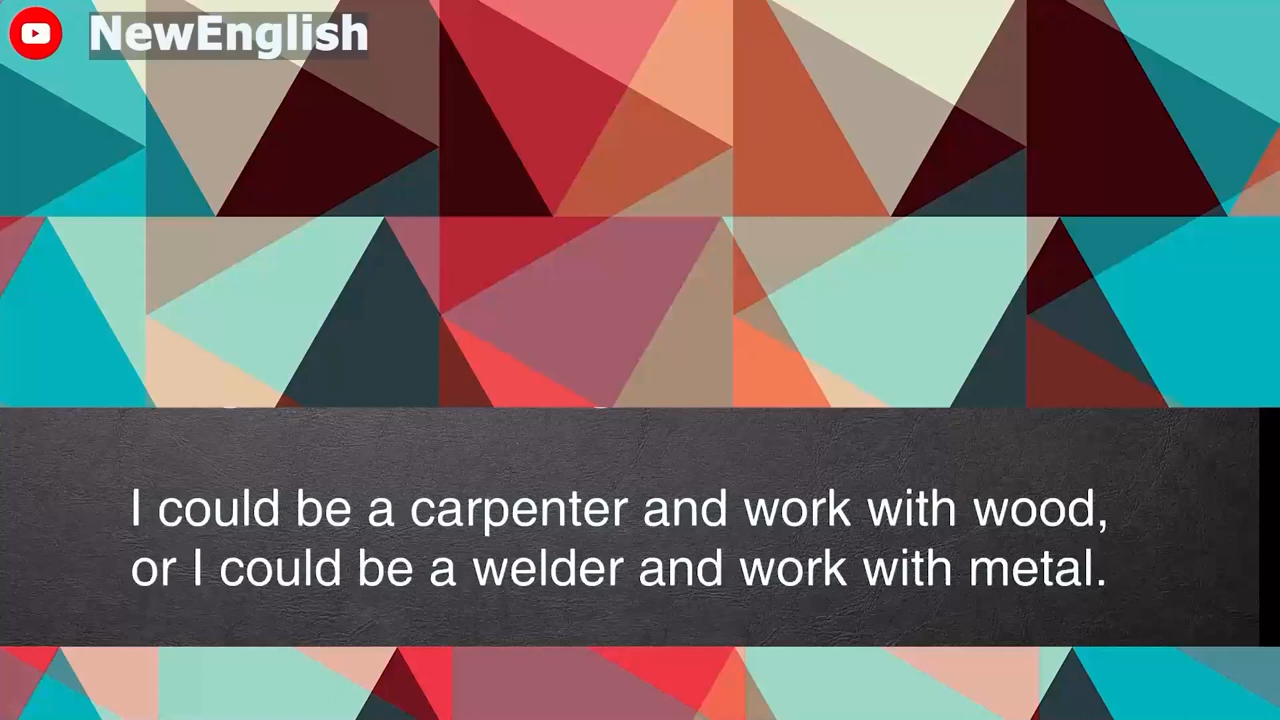 NewEnglish
I could be a carpenter and work with wood,
or I could be a welder and work with metal.